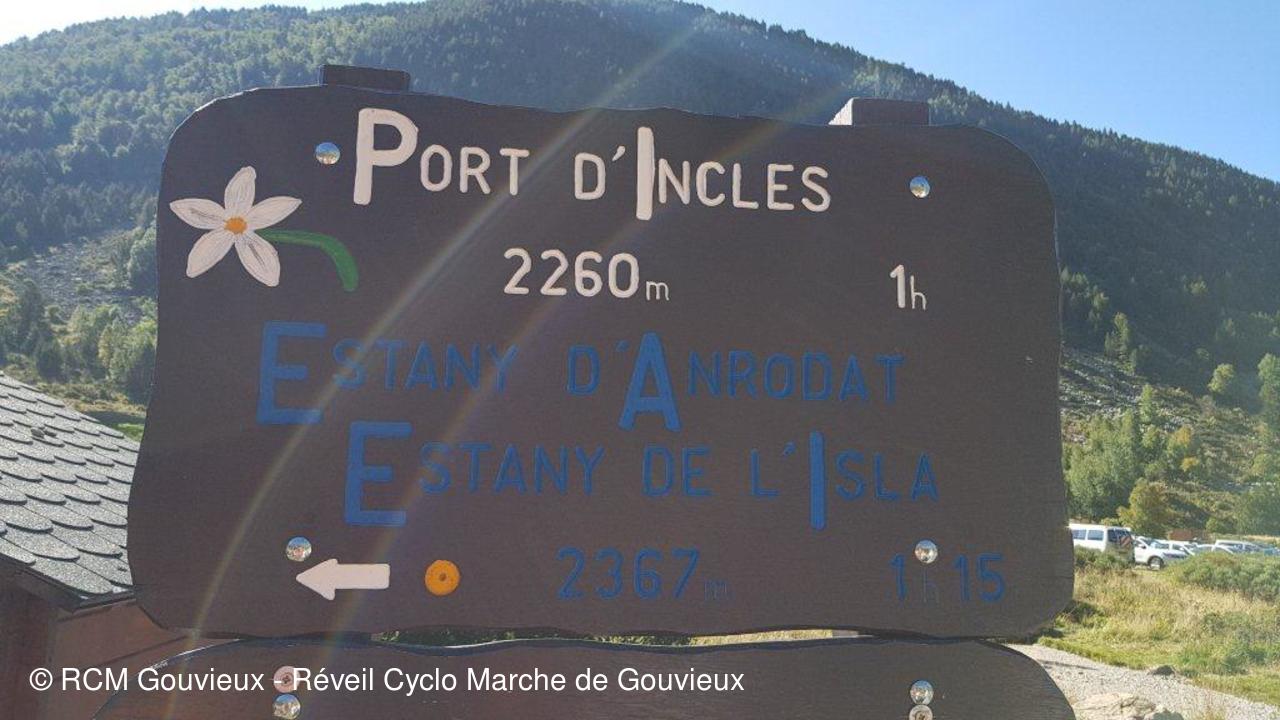 PORT D'INCLES
2260m 1h
ESTANY D'ANRODAT
ESTANY DE L'ISLA
2367m 1h15
© RCM Gouvieux - Réveil Cyclo Marche de Gouvieux